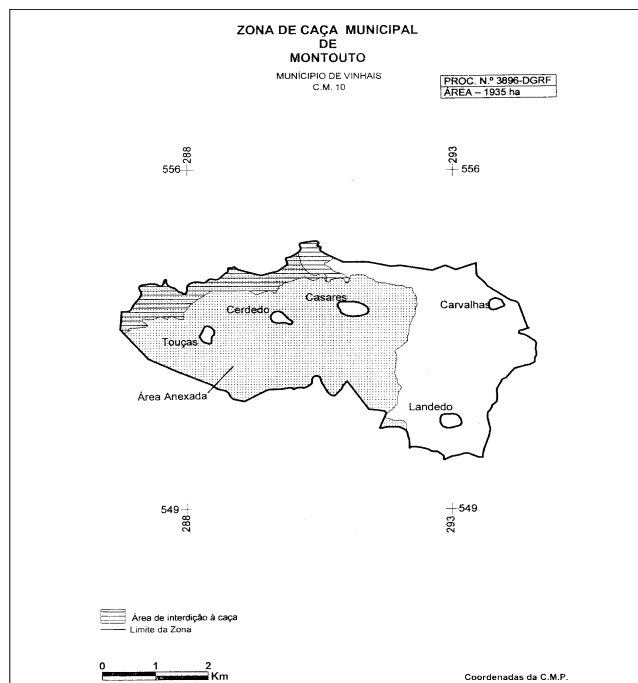 ZONA DE CAÇA MUNICIPAL
DE
MONTOUTO
MUNÍCIPIO DE VINHAIS
C.M. 10
PROC. N.º 3896-DGRF
ÁREA – 1935 ha
288
293
556
556
Casares
Carvalhas
Cerdedo
Touças
Área Anexada
Landedo
549
549
288
293
Área de interdição à caça
Limite da Zona
0 1 2
Km
Coordenadas da C.M.P.